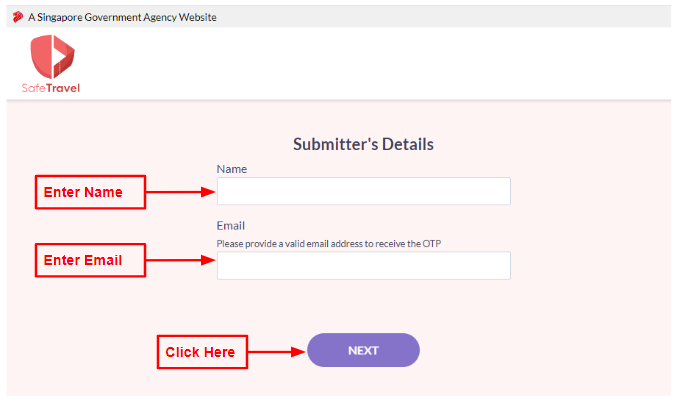 A Singapore Government Agency Website
SafeTravel
Submitter's Details
Name
Enter Name
Email
Please provide a valid email address to receive the OTP
Enter Email
Click Here
NEXT